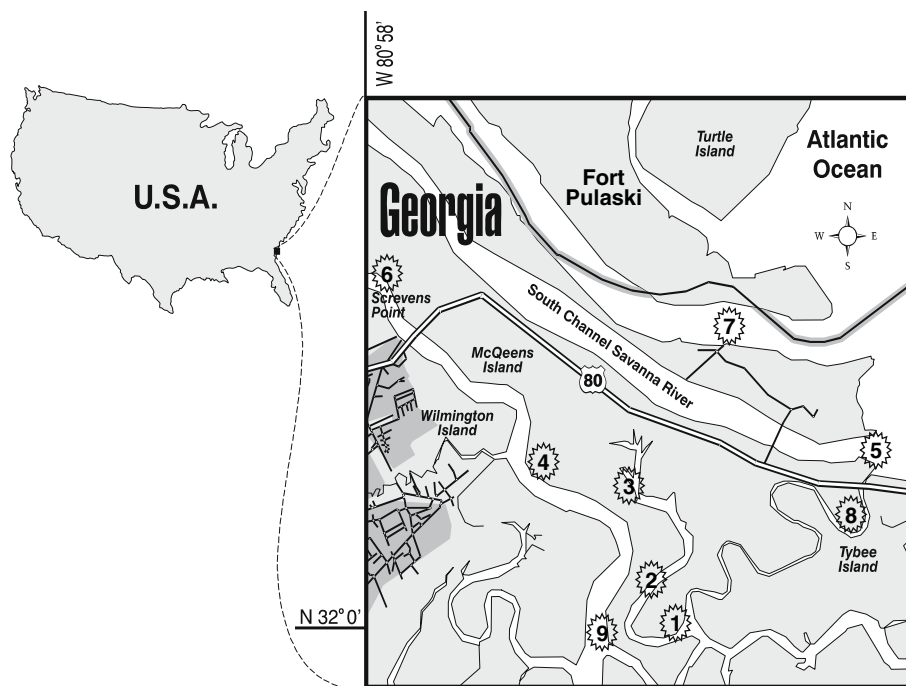 W 80°58'
U.S.A.
N 32°0'
Georgia
Fort
Pulaski
Turtle
Island
Atlantic
Ocean
N
W E
S
6
Screvens
Point
South Channel Savanna River
7
McQeens
Island
80
Wilmington
Island
4
3
5
8
Tybee
Island
2
1
9